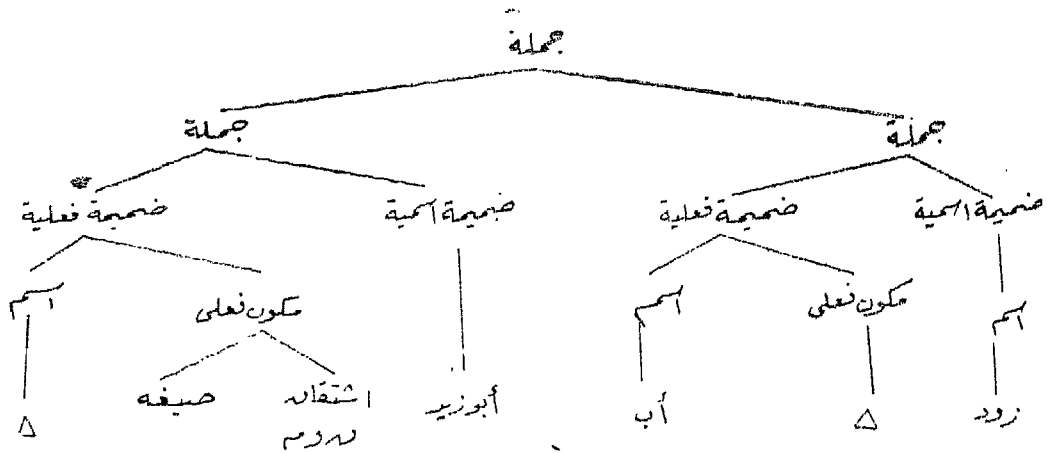 جملة
جملة جملة
ضميمة اسمية ضميمة فعلية ضميمة اسمية ضميمة فعلية
اسم مكون فعلى اسم مكون فعلى اسم
زود △ أب أبوزيد اشتقاق صيغه △